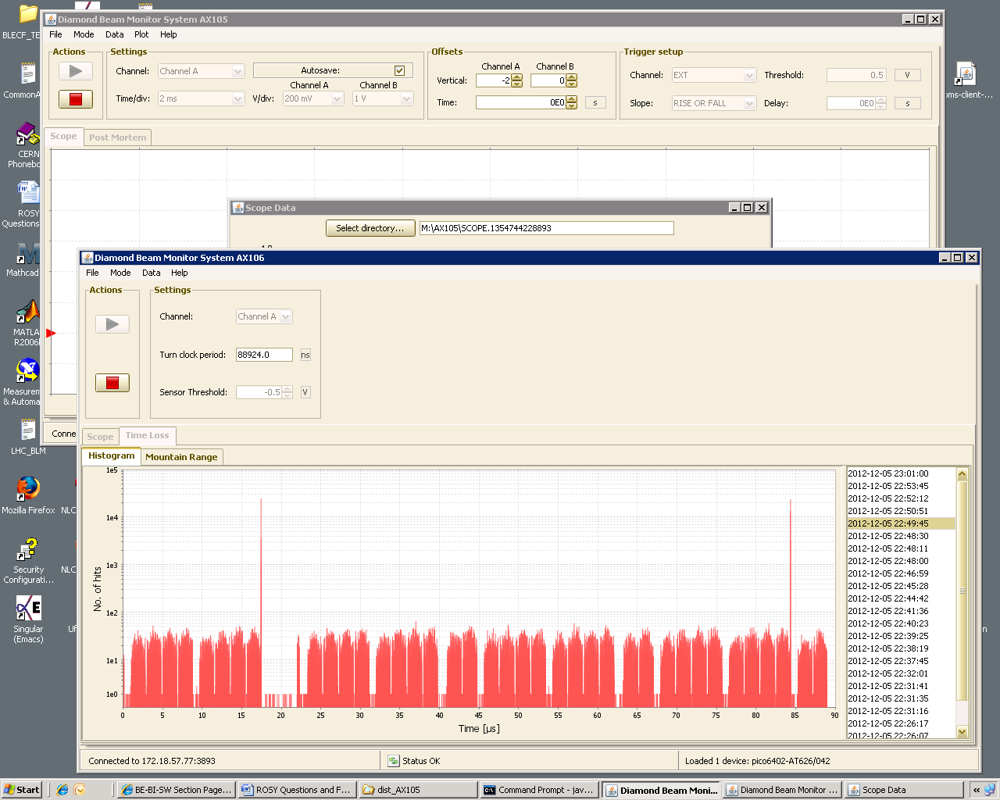 BLECF_TE
CommonA
CERN
Phonebo
ROSY
Questions
Mathcad
MATLA
R2006l
Measurem
& Automa
LHC_BLM
Mozilla Firefox
NLC
Security
Configurati...
NLC
Singular
(Emacs)
Uf
oms-client-...
n
Diamond Beam Monitor System AX105
File Mode Data Plot Help
Actions
Settings
Channel: Channel A
Autosave:
Channel A Channel B
Time/div: 2 ms V/div: 200 mV 1 V
Offsets
Channel A Channel B
Vertical: -2 0
Time: 0E0 s
Trigger setup
Channel: EXT Threshold: 0.5 V
Slope: RISE OR FALL Delay: 0E0 s
Scope Post Mortem
Scope Data
Select directory... M:\AX105\SCOPE.1354744228893
1.0
Conne
Diamond Beam Monitor System AX106
File Mode Data Help
Actions
Settings
Channel: Channel A
Turn clock period: 88924.0 ns
Sensor Threshold: -0.5 V
Scope Time Loss
Histogram Mountain Range
1e5
1e4
1e3
1e2
1e1
1e0
No. of hits
0 5 10 15 20 25 30 35 40 45 50 55 60 65 70 75 80 85 90
Time [µs]
2012-12-05 23:01:00
2012-12-05 22:53:45
2012-12-05 22:52:12
2012-12-05 22:50:51
2012-12-05 22:49:45
2012-12-05 22:48:30
2012-12-05 22:48:11
2012-12-05 22:48:00
2012-12-05 22:46:59
2012-12-05 22:45:28
2012-12-05 22:44:42
2012-12-05 22:41:36
2012-12-05 22:40:23
2012-12-05 22:39:25
2012-12-05 22:38:19
2012-12-05 22:37:45
2012-12-05 22:32:01
2012-12-05 22:31:41
2012-12-05 22:31:35
2012-12-05 22:31:16
2012-12-05 22:26:17
2012-12-05 22:26:07
Connected to 172.18.57.77:3893
Status OK
Loaded 1 device: pico6402-AT626/042
Start
BE-BI-SW Section Page...
ROSY Questions and F...
dist_AX105
Command Prompt - jav...
Diamond Beam Moni...
Diamond Beam Monitor ...
Scope Data
«